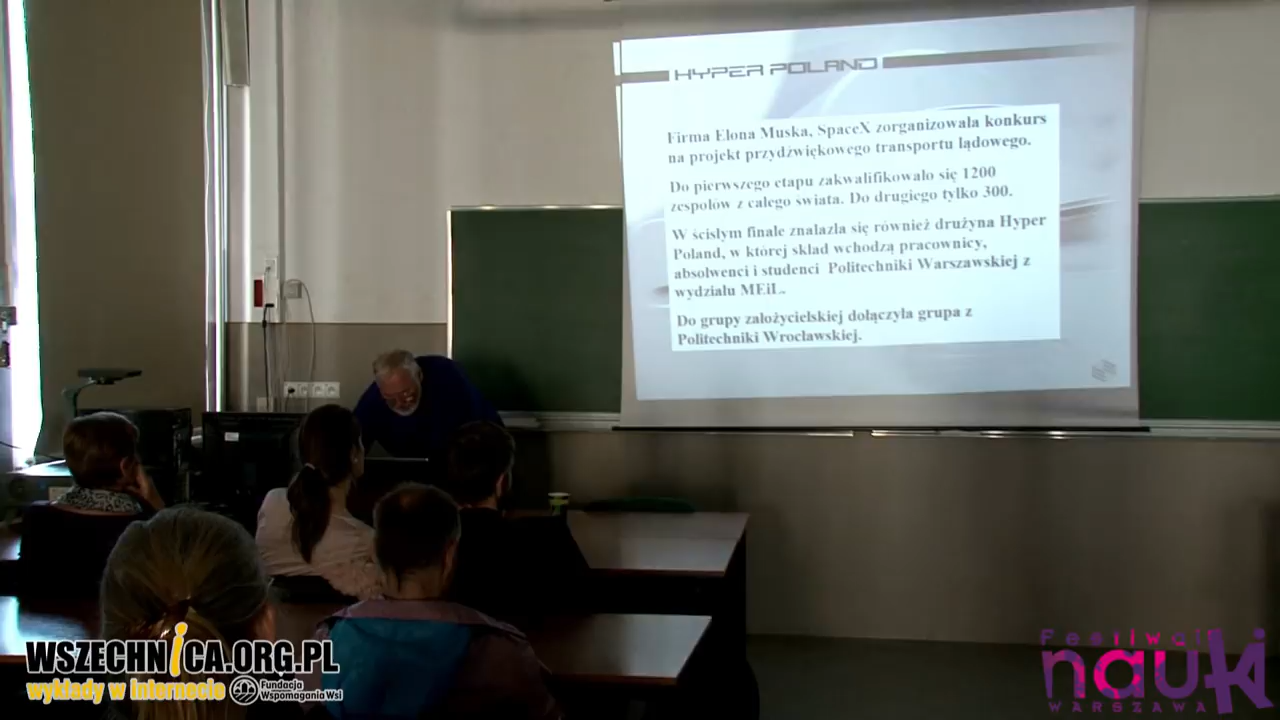 HYPER POLAND
Firma Elona Muska, SpaceX zorganizowała konkurs
na projekt przydźwiękowego transportu lądowego.
Do pierwszego etapu zakwalifikowało się 1200
zespołów z całego świata. Do drugiego tylko 300.
W ścisłym finale znalazła się również drużyna Hyper
Poland, w której skład wchodzą pracownicy,
absolwenci i studenci Politechniki Warszawskiej z
wydziału MEiL.
Do grupy założycielskiej dołączyła grupa z
Politechniki Wrocławskiej.
WSZECHNICA.ORG.PL
wykłady w internecie
Fundacja
Wspomagania Wsi
Festiwal
nauki
WARSZAWA